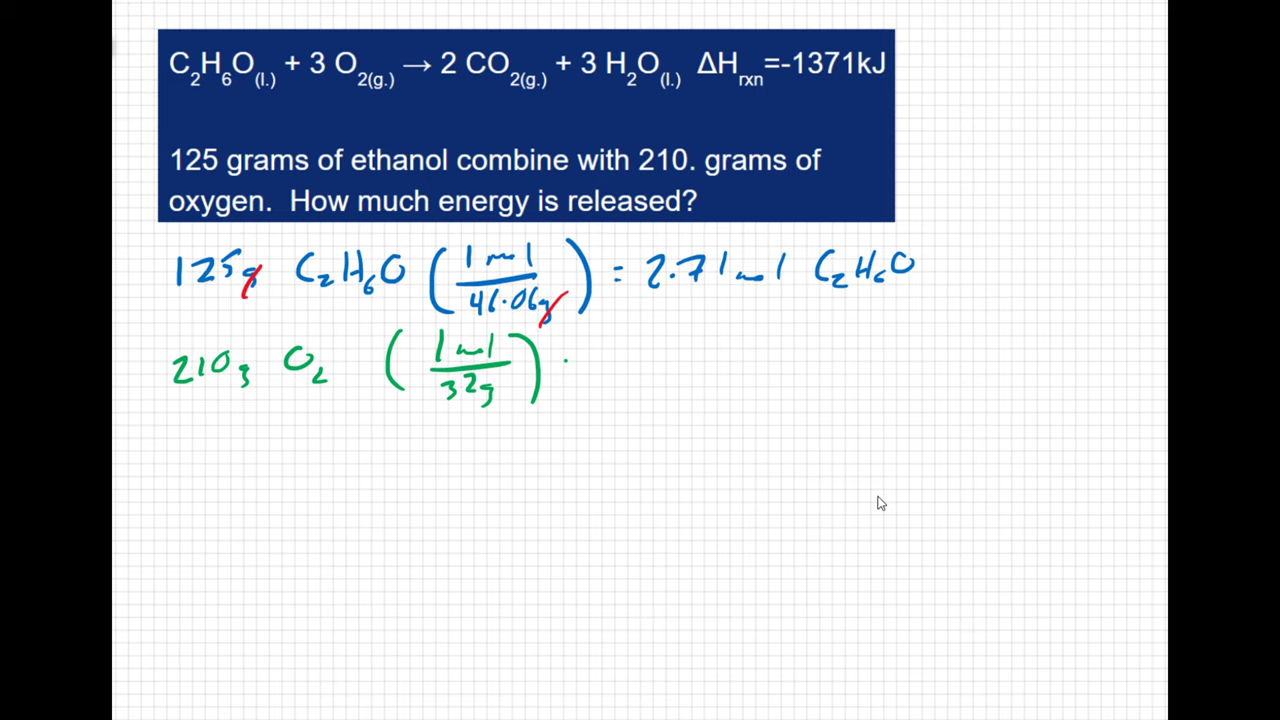 C₂H₆O(l.) + 3 O₂(g.) → 2 CO₂(g.) + 3 H₂O(l.) ΔHrxn=-1371kJ
125 grams of ethanol combine with 210. grams of
oxygen. How much energy is released?
125g C₂H₆O (1 mol / 46.06g) = 2.71 mol C₂H₆O
210g O₂ (1 mol / 32g)